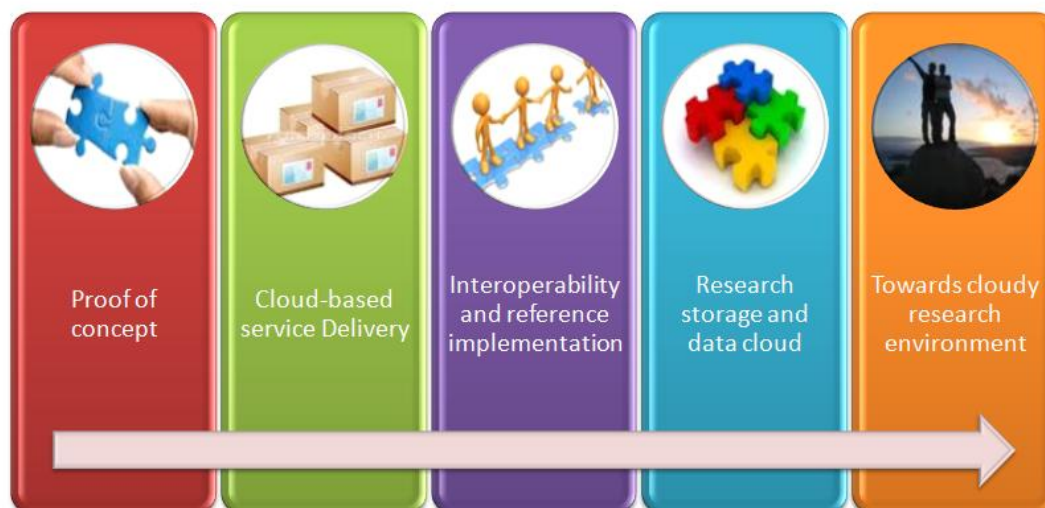 Proof of
concept
Cloud-based
service Delivery
Interoperability
and reference
implementation
Research
storage and
data cloud
Towards cloudy
research
environment